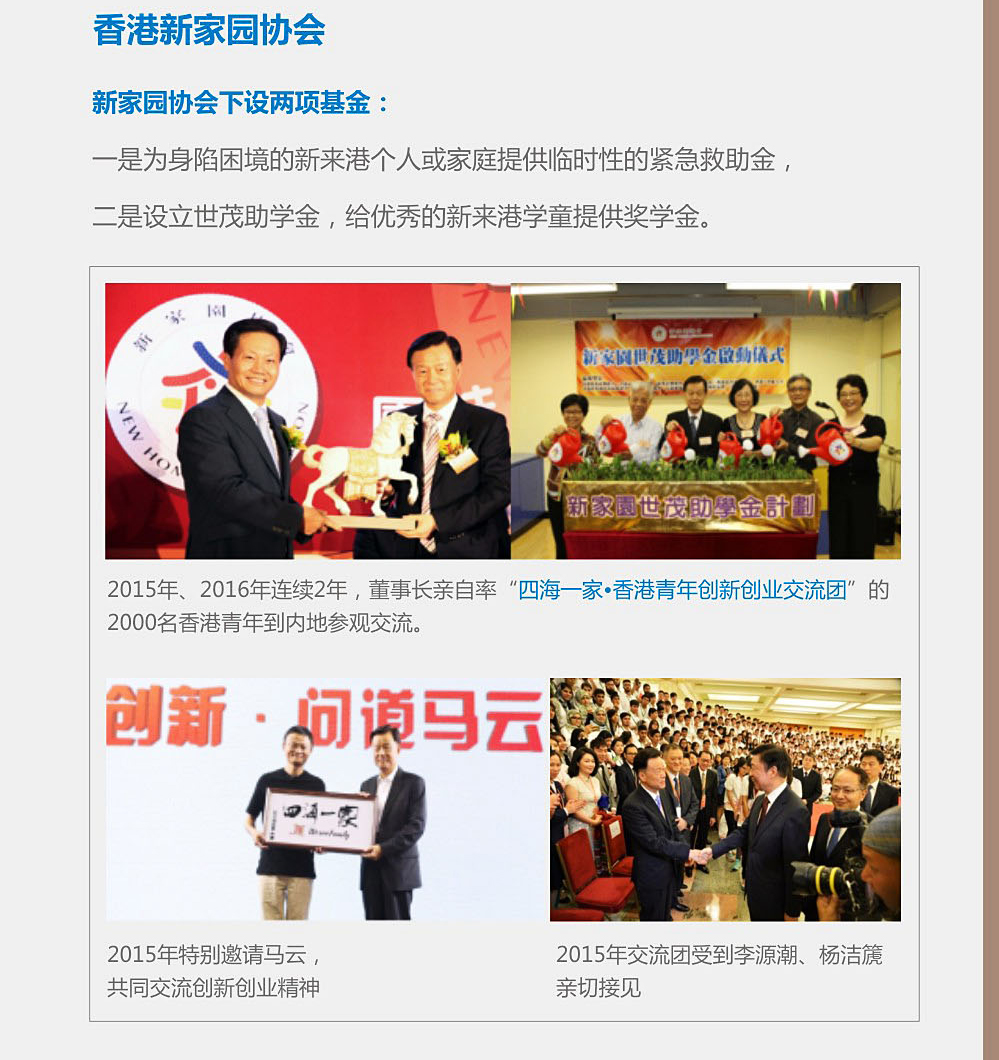 香港新家园协会
新家园协会下设两项基金：
一是为身陷困境的新来港个人或家庭提供临时性的紧急救助金，
二是设立世茂助学金，给优秀的新来港学童提供奖学金。
新家園
NEW HOM
NEW
新家園世茂助學金啟動儀式
新家園世茂助學金計劃
2015年、2016年连续2年，董事长亲自率“四海一家•香港青年创新创业交流团”的
2000名香港青年到内地参观交流。
创新·问道马云
四海一家
2015年特别邀请马云，
共同交流创新创业精神
2015年交流团受到李源潮、杨洁篪
亲切接见